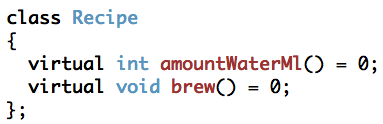 class Recipe
{
  virtual int amountWaterMl() = 0;
  virtual void brew() = 0;
};